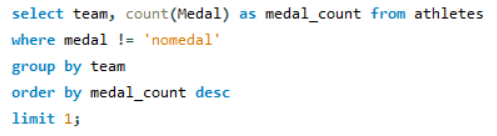 select team, count(Medal) as medal_count from athletes
where medal != 'nomedal'
group by team
order by medal_count desc
limit 1;